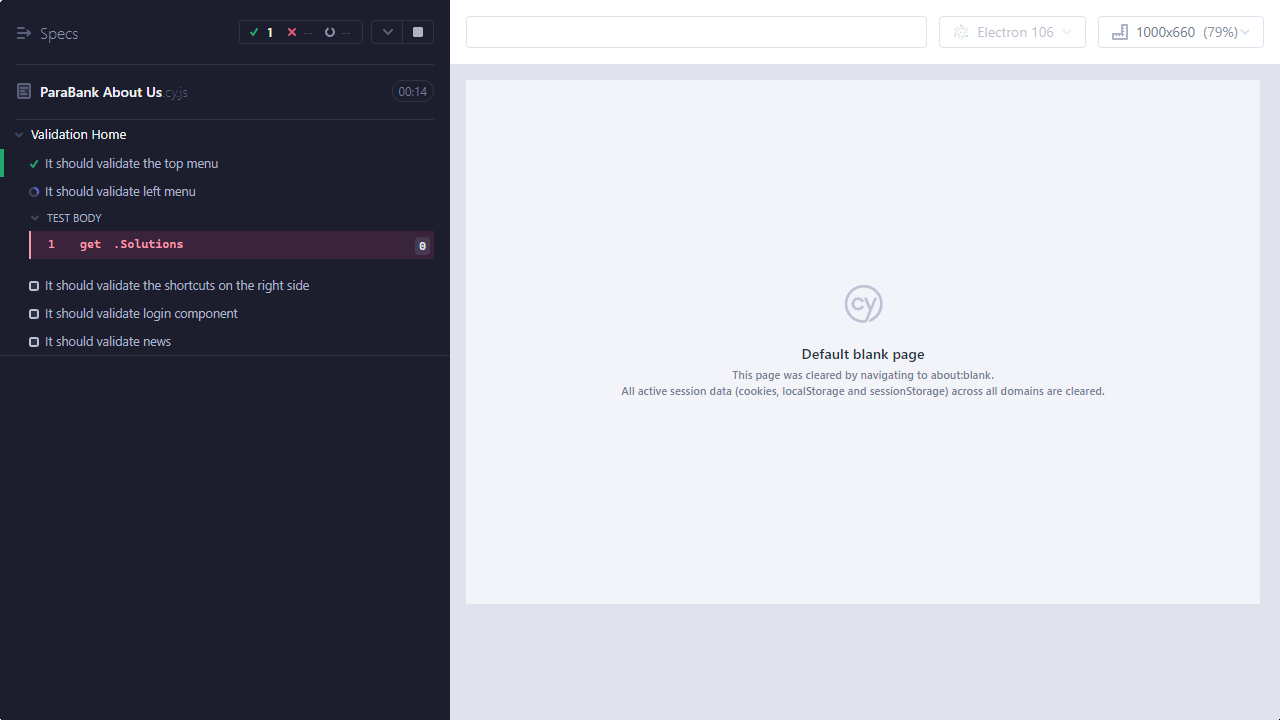 Specs
1 -- --
ParaBank About Us.cy.js
00:14
Validation Home
It should validate the top menu
It should validate left menu
TEST BODY
1 get .Solutions 0
It should validate the shortcuts on the right side
It should validate login component
It should validate news
Electron 106
1000x660 (79%)
cy
Default blank page
This page was cleared by navigating to about:blank.
All active session data (cookies, localStorage and sessionStorage) across all domains are cleared.